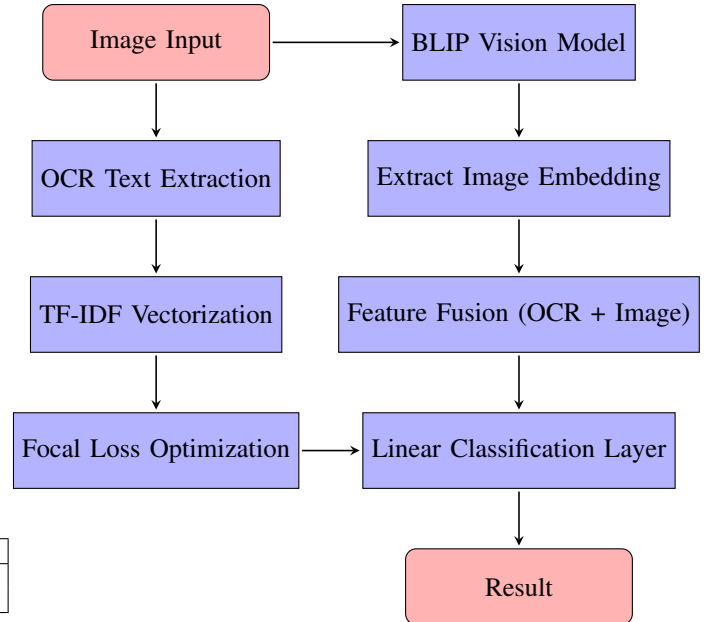 Image Input
BLIP Vision Model
OCR Text Extraction
Extract Image Embedding
TF-IDF Vectorization
Feature Fusion (OCR + Image)
Focal Loss Optimization
Linear Classification Layer
Result